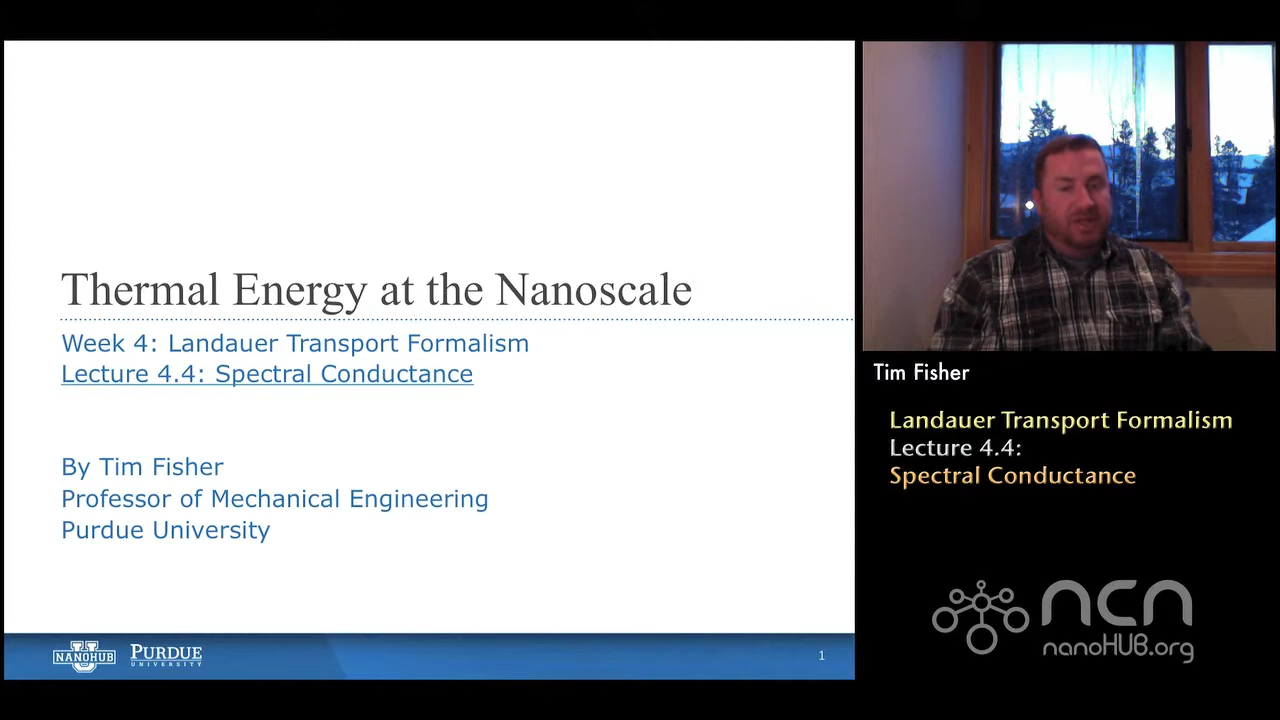 Thermal Energy at the Nanoscale
Week 4: Landauer Transport Formalism
Lecture 4.4: Spectral Conductance
By Tim Fisher
Professor of Mechanical Engineering
Purdue University
NANOHUB
U
PURDUE
UNIVERSITY
1
Tim Fisher
Landauer Transport Formalism
Lecture 4.4:
Spectral Conductance
ncn
nanoHUB.org